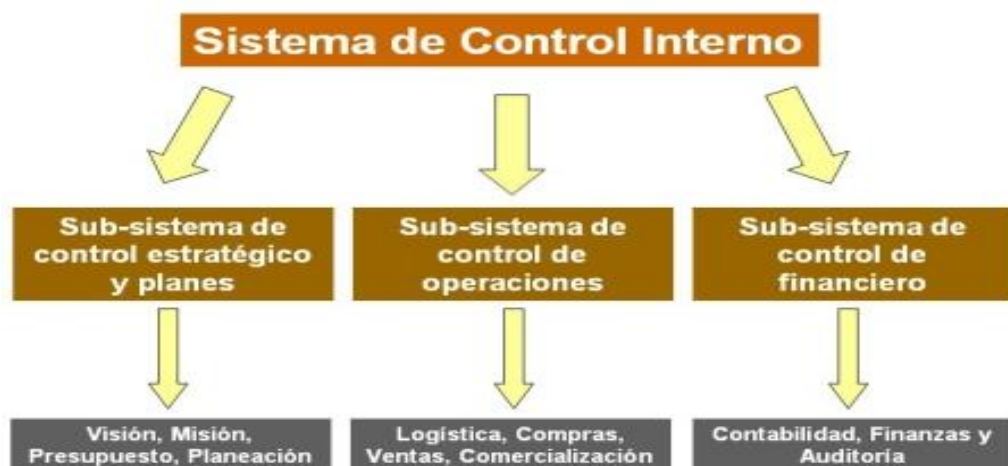 Sistema de Control Interno
Sub-sistema de
control estratégico
y planes
Sub-sistema de
control de
operaciones
Sub-sistema de
control de
financiero
Visión, Misión,
Presupuesto, Planeación
Logística, Compras,
Ventas, Comercialización
Contabilidad, Finanzas y
Auditoría